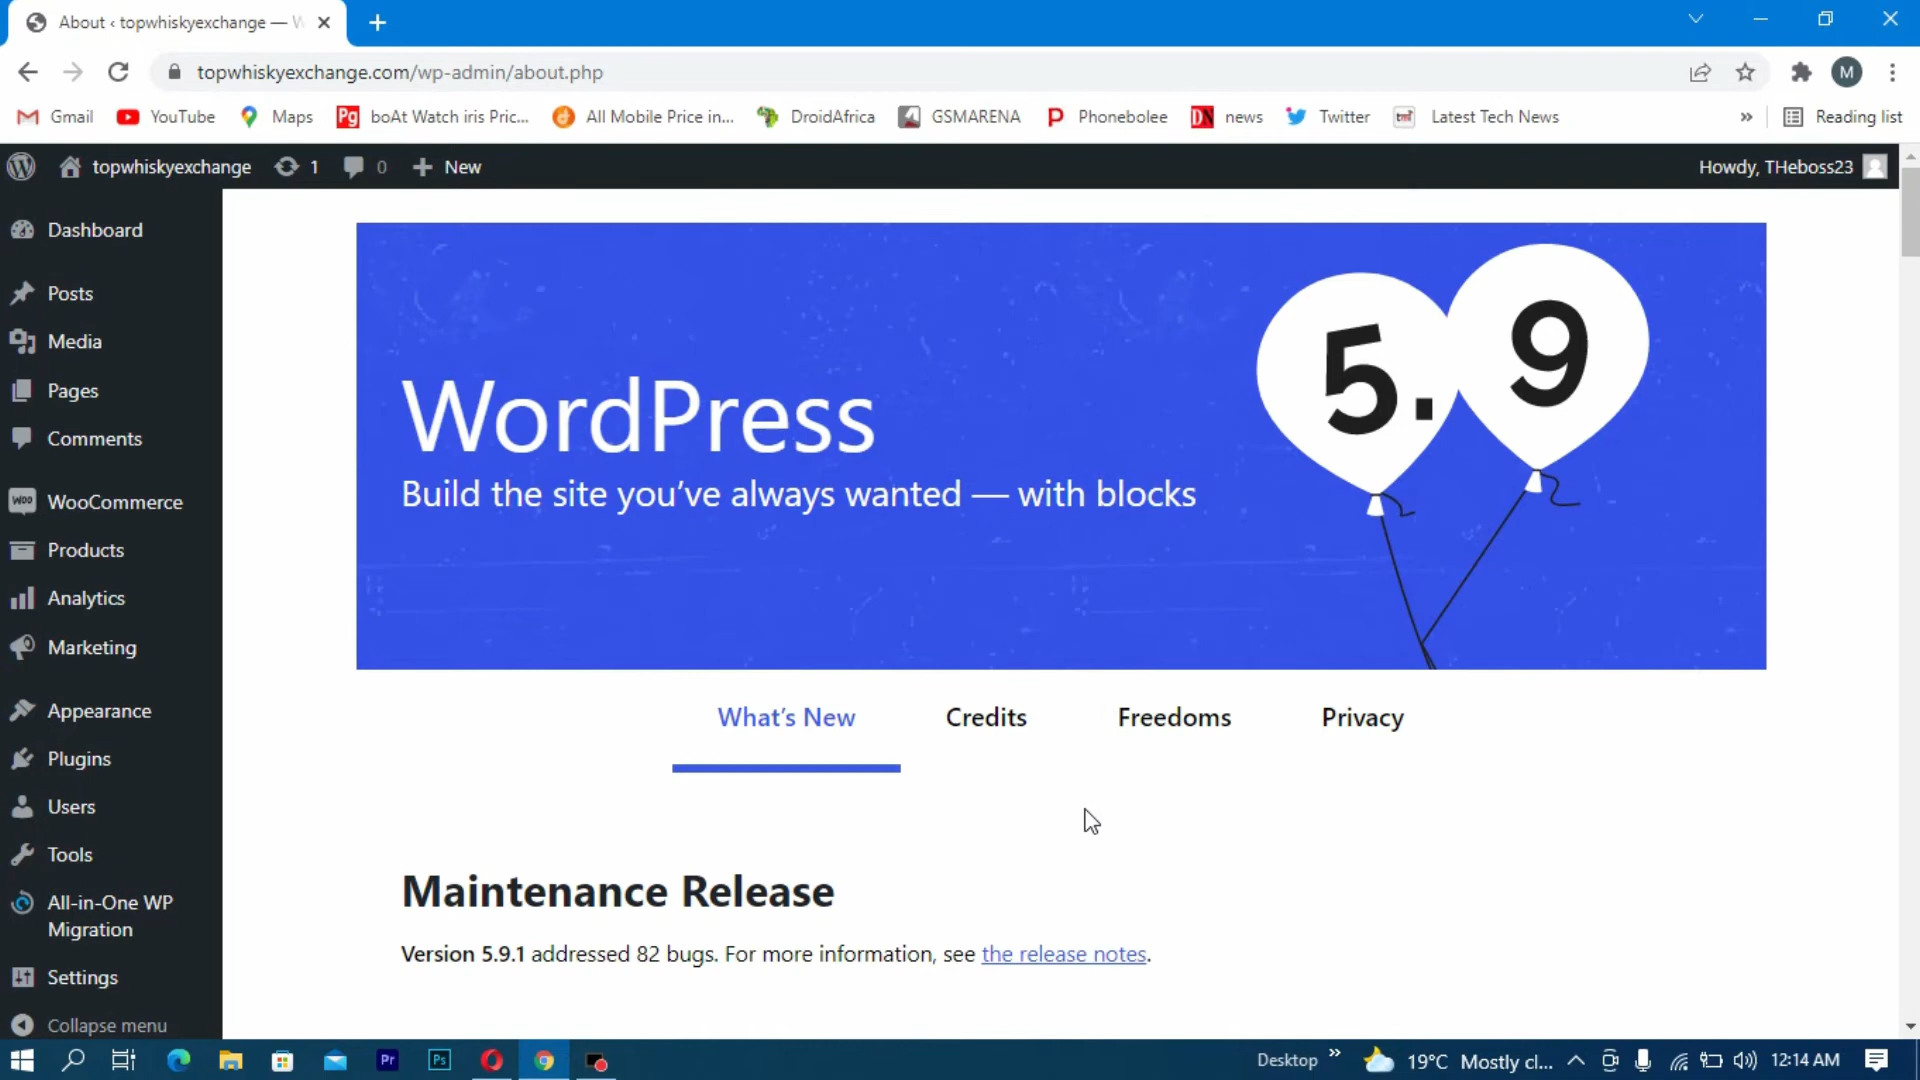 About ‹ topwhiskyexchange — W
topwhiskyexchange.com/wp-admin/about.php
M
Gmail YouTube Maps boAt Watch iris Pric... All Mobile Price in... DroidAfrica GSMARENA Phonebolee news Twitter Latest Tech News » Reading list
topwhiskyexchange 1 0 New
Howdy, THeboss23
Dashboard
Posts
Media
Pages
Comments
WooCommerce
Products
Analytics
Marketing
Appearance
Plugins
Users
Tools
All-in-One WP
Migration
Settings
Collapse menu
WordPress
Build the site you’ve always wanted — with blocks
5.9
What’s New Credits Freedoms Privacy
Maintenance Release
Version 5.9.1 addressed 82 bugs. For more information, see the release notes.
Pr Ps Desktop » 19°C Mostly cl... 12:14 AM